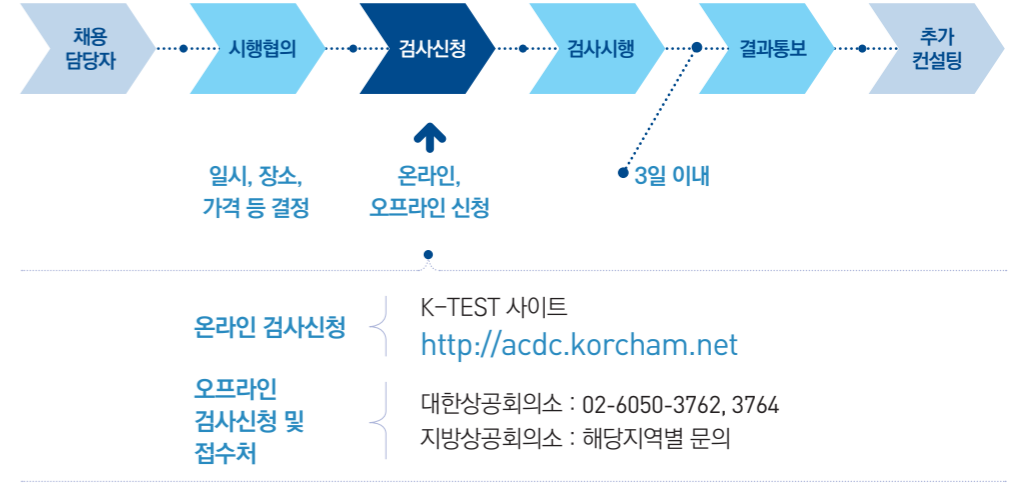 채용
담당자
시행협의
검사신청
검사시행
결과통보
추가
컨설팅
일시, 장소,
가격 등 결정
온라인,
오프라인 신청
3일 이내
온라인 검사신청
K-TEST 사이트
http://acdc.korcham.net
오프라인
검사신청 및
접수처
대한상공회의소 : 02-6050-3762, 3764
지방상공회의소 : 해당지역별 문의